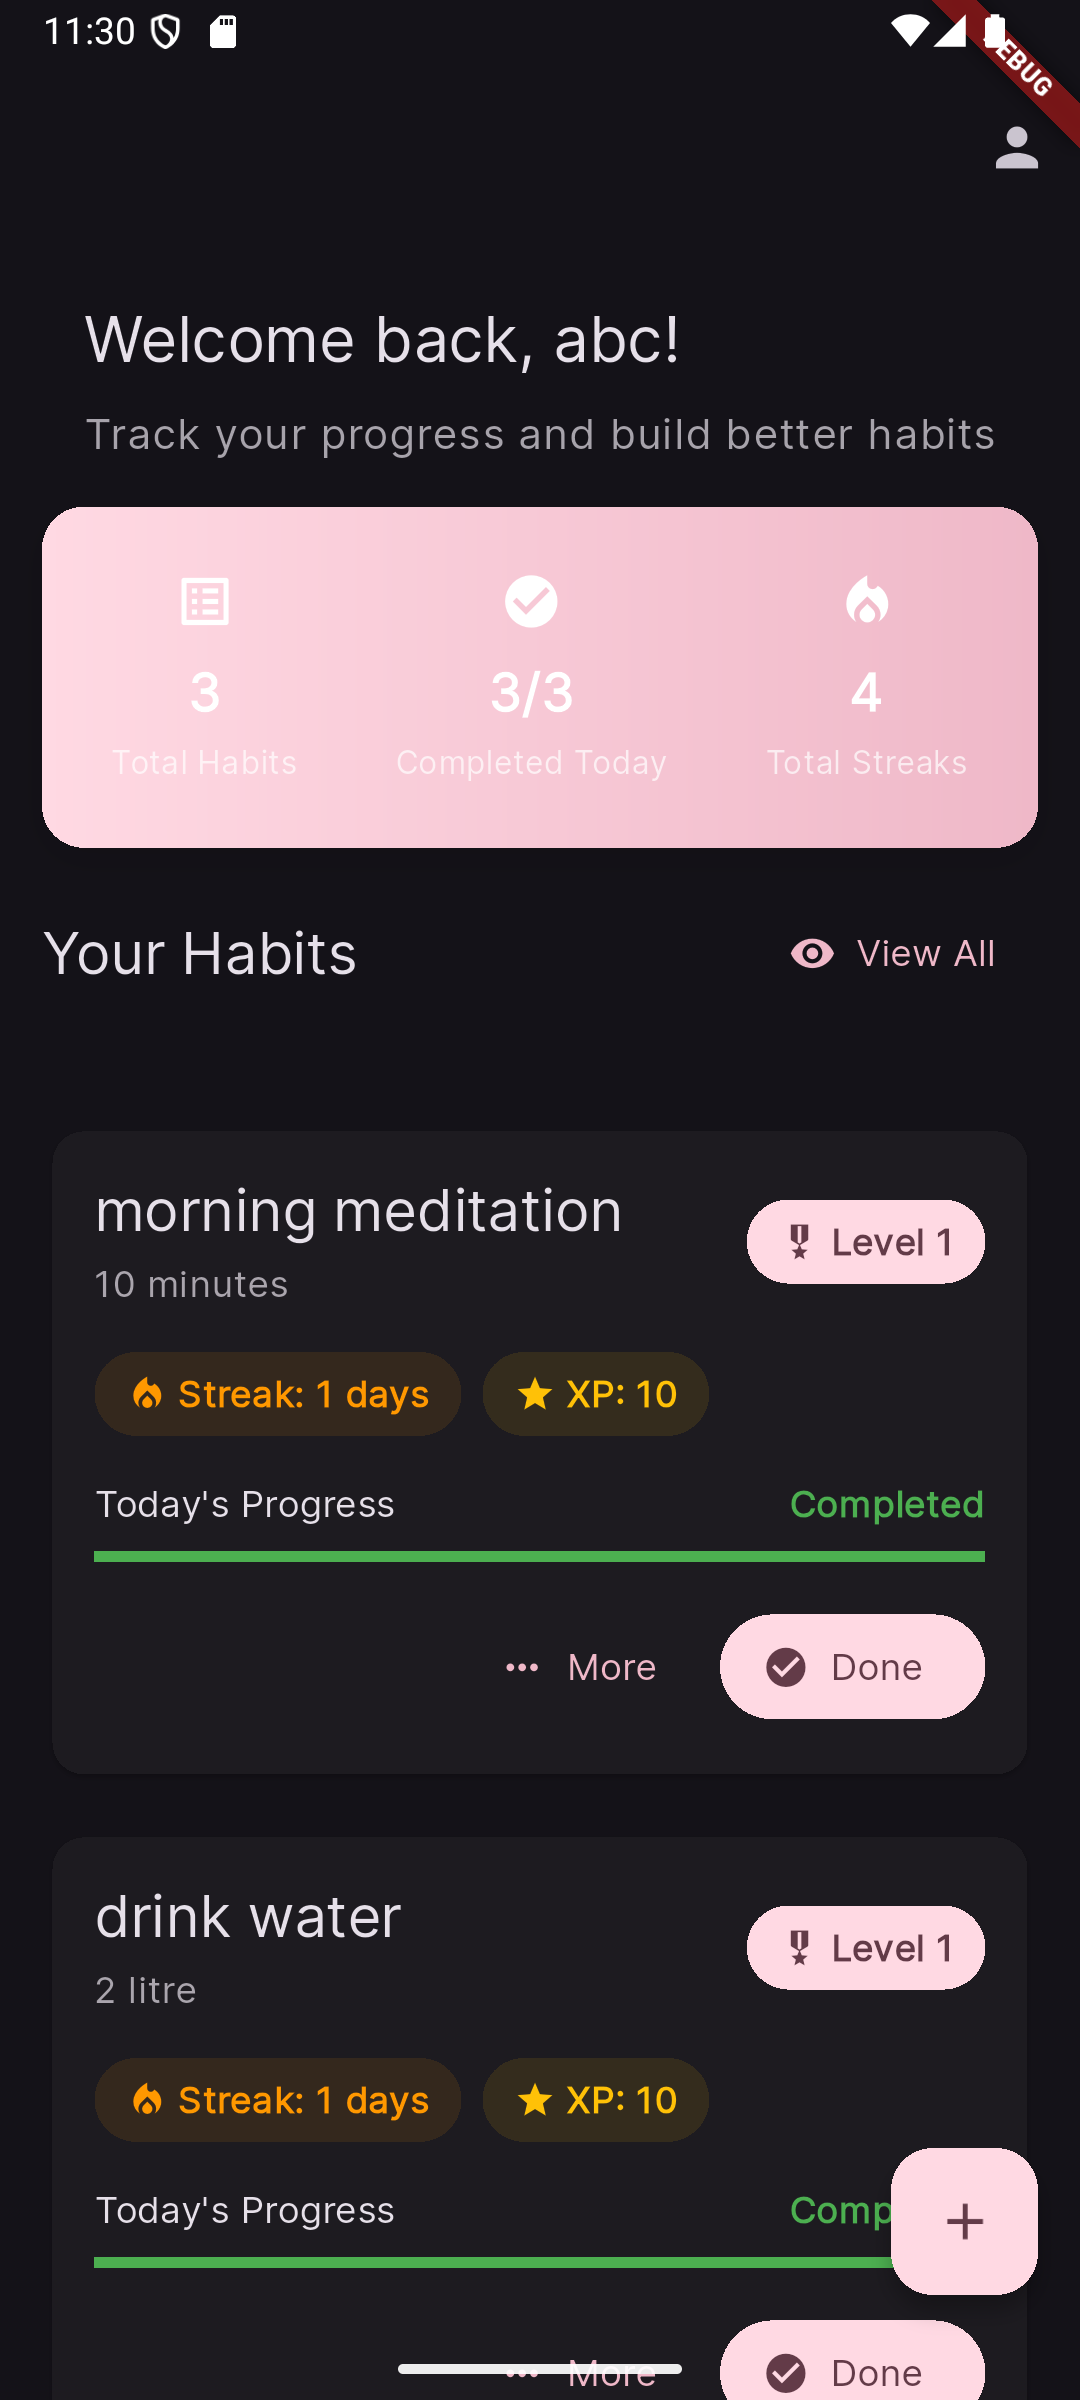 11:30
EBUG
Welcome back, abc!
Track your progress and build better habits
3
3/3
4
Total Habits
Completed Today
Total Streaks
Your Habits
View All
morning meditation
Level 1
10 minutes
Streak: 1 days
XP: 10
Today's Progress
Completed
More
Done
drink water
Level 1
2 litre
Streak: 1 days
XP: 10
Today's Progress
Comp
More
Done